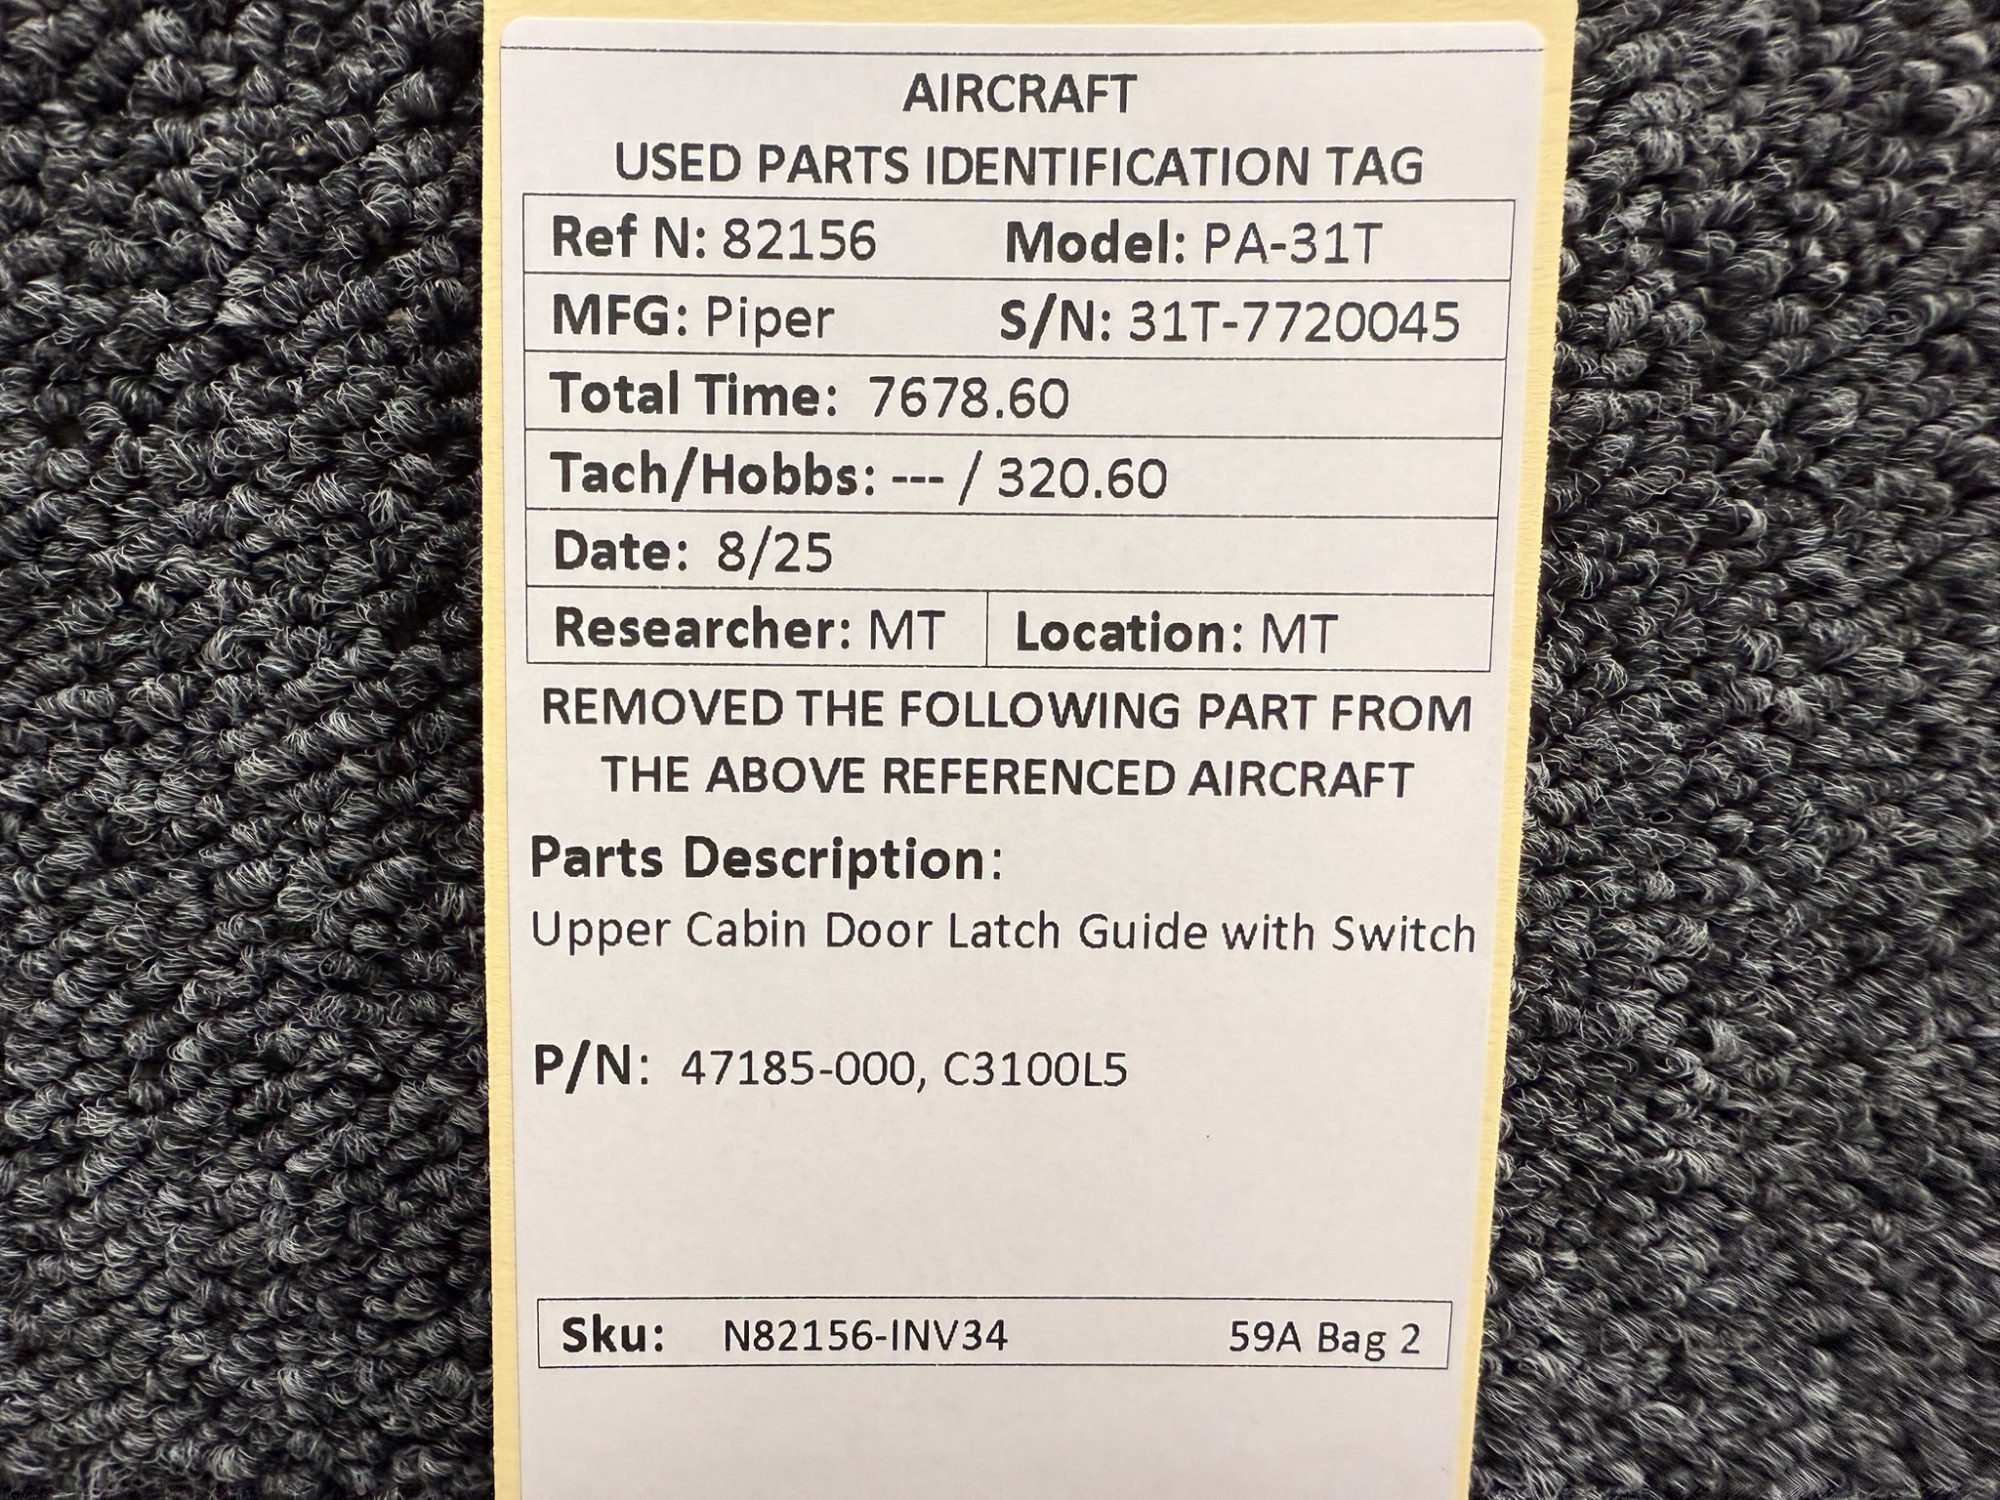 AIRCRAFT
USED PARTS IDENTIFICATION TAG
Ref N: 82156 Model: PA-31T
MFG: Piper S/N: 31T-7720045
Total Time: 7678.60
Tach/Hobbs: --- / 320.60
Date: 8/25
Researcher: MT Location: MT
REMOVED THE FOLLOWING PART FROM
THE ABOVE REFERENCED AIRCRAFT
Parts Description:
Upper Cabin Door Latch Guide with Switch
P/N: 47185-000, C3100L5
Sku: N82156-INV34 59A Bag 2